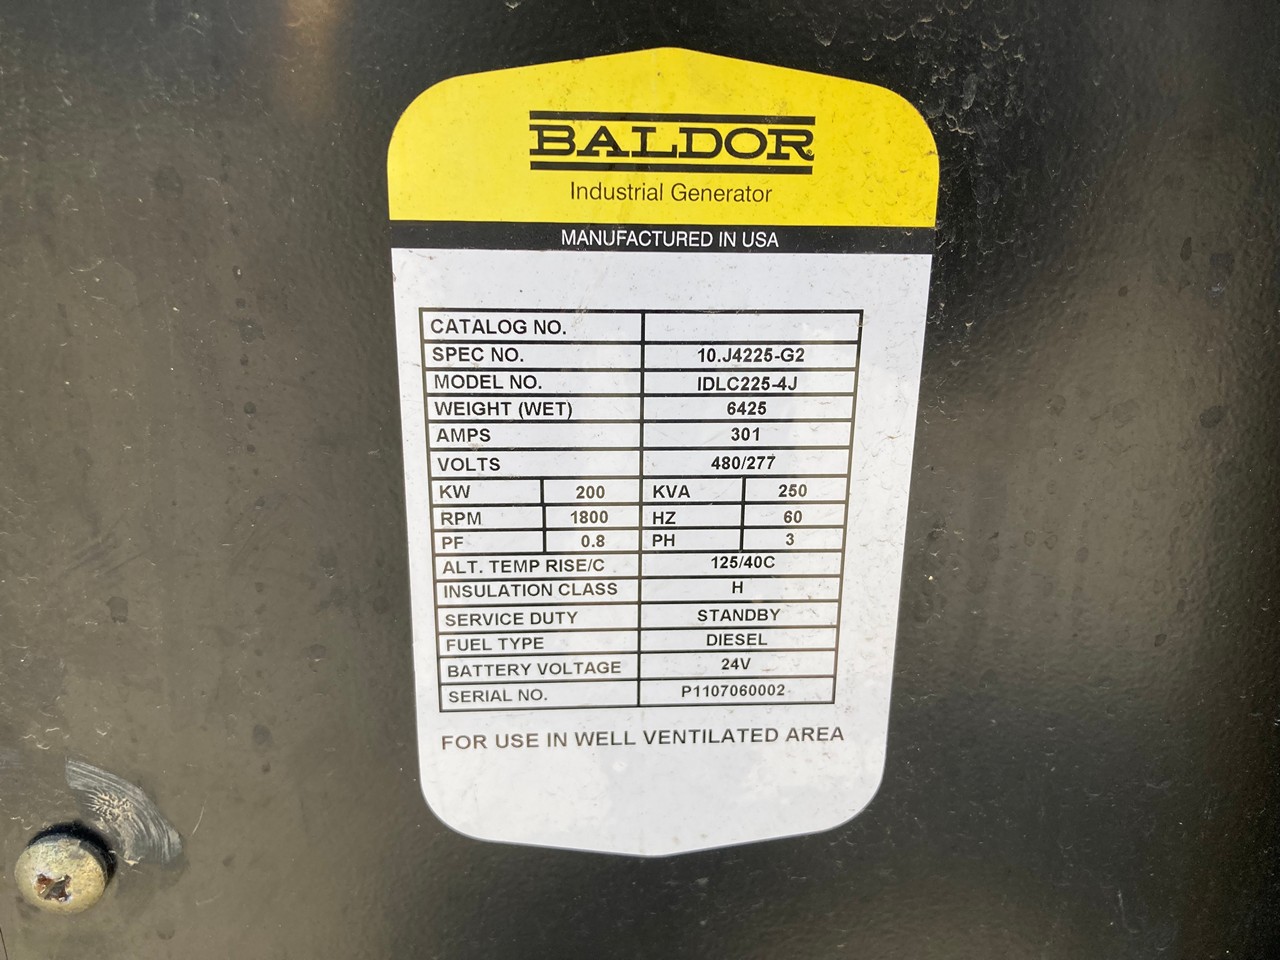 BALDOR
Industrial Generator
MANUFACTURED IN USA
CATALOG NO.
SPEC NO. 10.J4225-G2
MODEL NO. IDLC225-4J
WEIGHT (WET) 6425
AMPS 301
VOLTS 480/277
KW 200 KVA 250
RPM 1800 HZ 60
PF 0.8 PH 3
ALT. TEMP RISE/C 125/40C
INSULATION CLASS H
SERVICE DUTY STANDBY
FUEL TYPE DIESEL
BATTERY VOLTAGE 24V
SERIAL NO. P1107060002
FOR USE IN WELL VENTILATED AREA